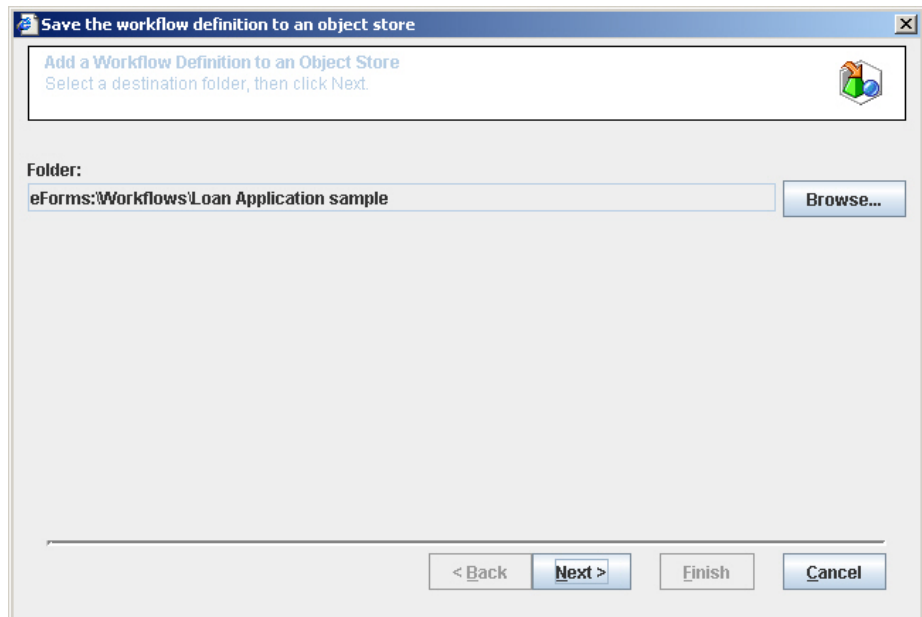 Save the workflow definition to an object store
Add a Workflow Definition to an Object Store
Select a destination folder, then click Next.
Folder:
eForms:\Workflows\Loan Application sample
Browse...
< Back
Next >
Finish
Cancel